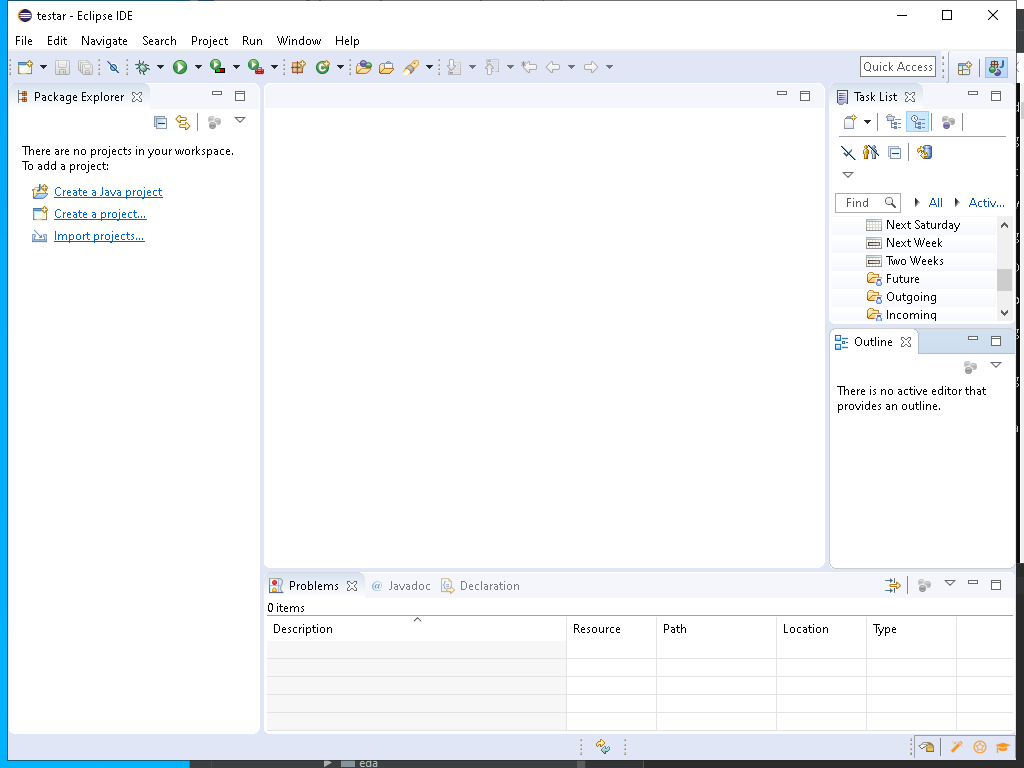 testar - Eclipse IDE
File Edit Navigate Search Project Run Window Help
Quick Access
Package Explorer
There are no projects in your workspace.
To add a project:
Create a Java project
Create a project...
Import projects...
Task List
Find All Activ...
Next Saturday
Next Week
Two Weeks
Future
Outgoing
Incoming
Outline
There is no active editor that
provides an outline.
Problems @ Javadoc Declaration
0 items
Description Resource Path Location Type
eda